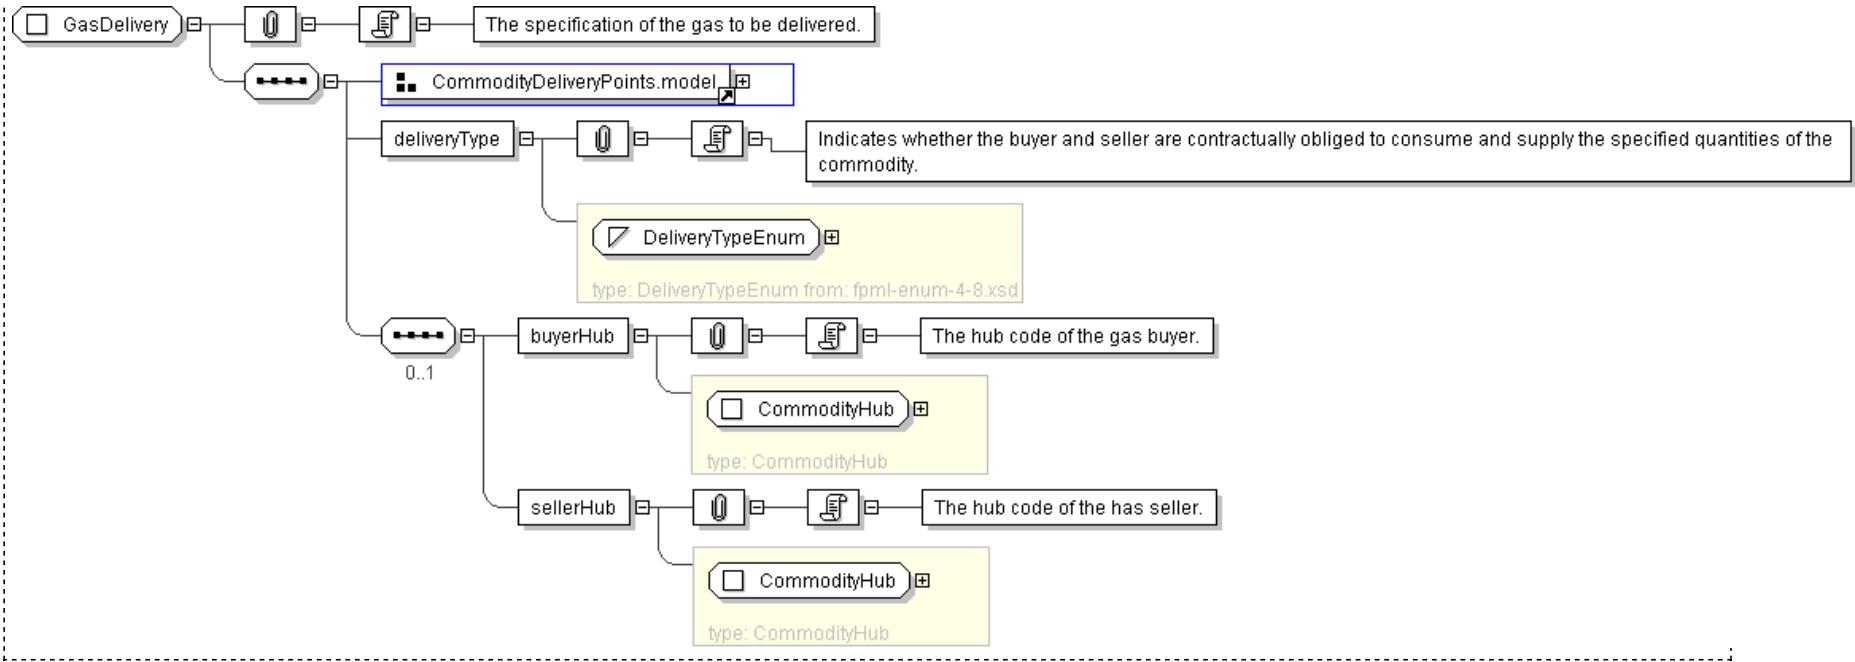 GasDelivery
The specification of the gas to be delivered.
CommodityDeliveryPoints.model
deliveryType
Indicates whether the buyer and seller are contractually obliged to consume and supply the specified quantities of the
commodity.
DeliveryTypeEnum
type: DeliveryTypeEnum from: fpml-enum-4-8.xsd
buyerHub
The hub code of the gas buyer.
0..1
CommodityHub
type: CommodityHub
sellerHub
The hub code of the has seller.
CommodityHub
type: CommodityHub